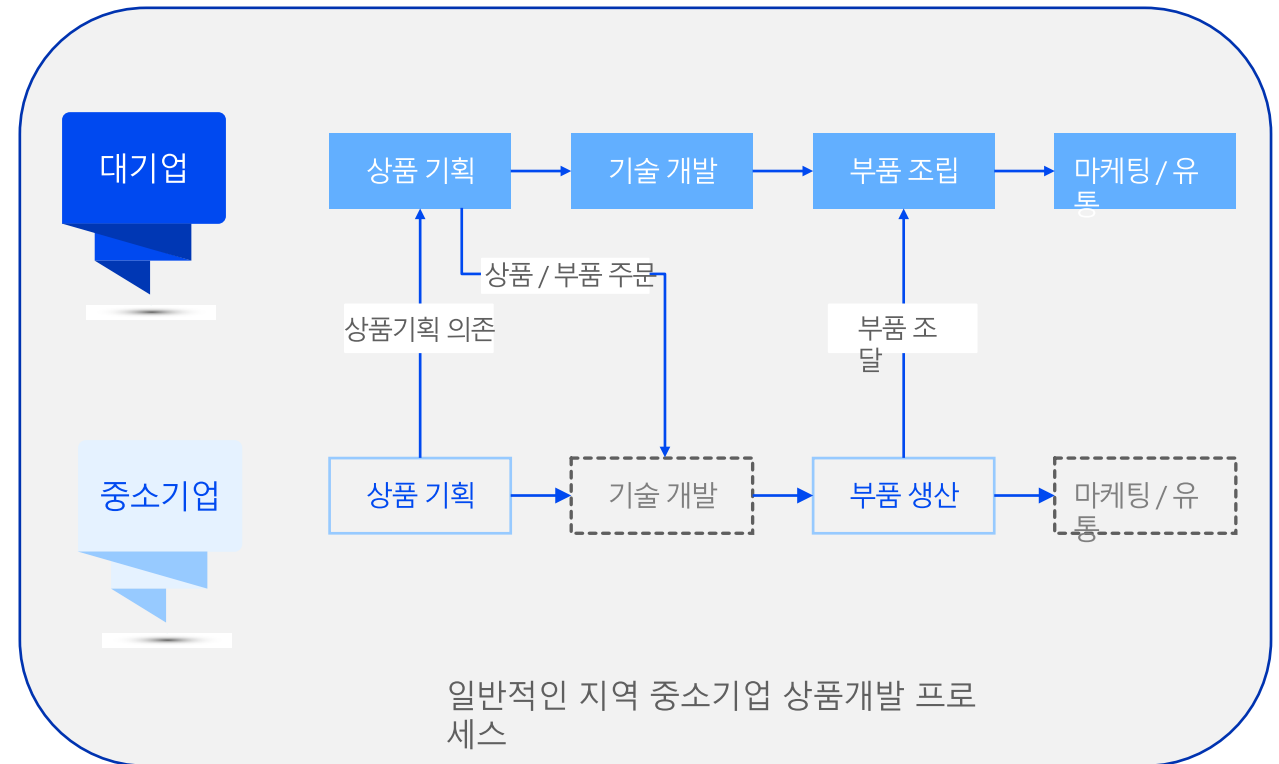 대기업
상품 기획
기술 개발
부품 조립
마케팅 / 유
통
상품 / 부품 주문
상품기획 의존
부품 조
달
중소기업
상품 기획
기술 개발
부품 생산
마케팅 / 유
통
일반적인 지역 중소기업 상품개발 프로
세스